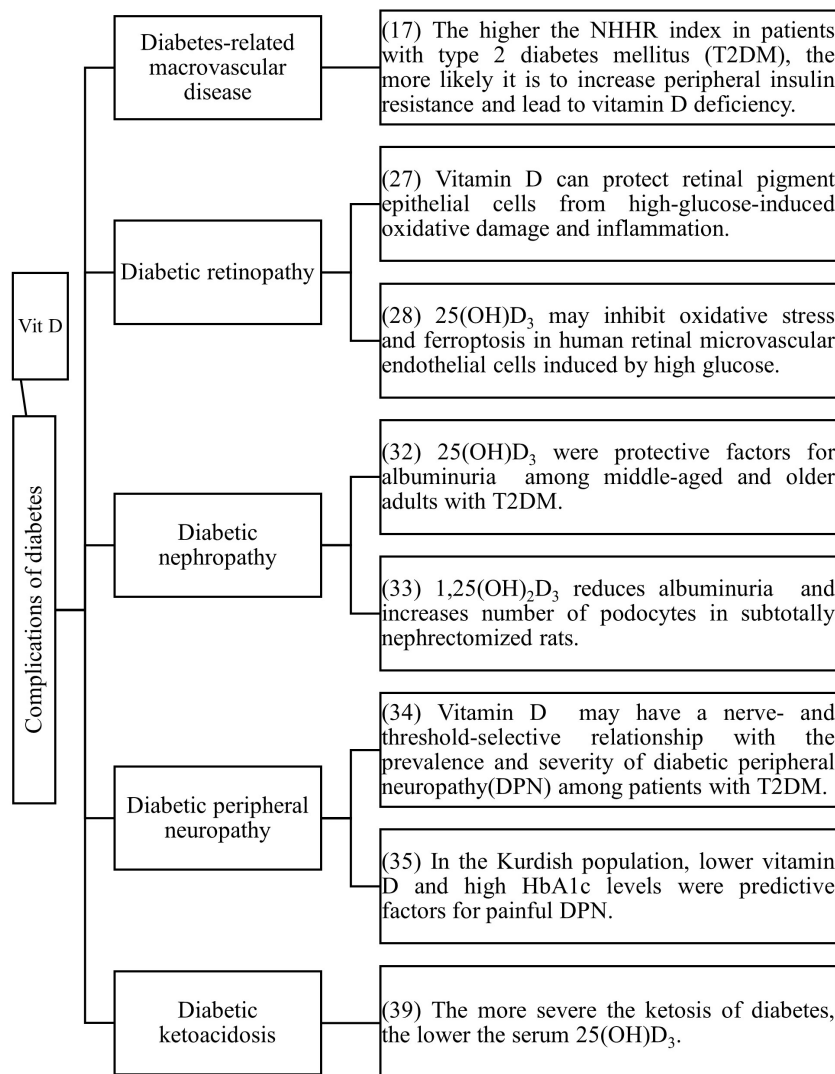 Vit D
Complications of diabetes
Diabetes-related
macrovascular
disease
(17) The higher the NHHR index in patients
with type 2 diabetes mellitus (T2DM), the
more likely it is to increase peripheral insulin
resistance and lead to vitamin D deficiency.
Diabetic retinopathy
(27) Vitamin D can protect retinal pigment
epithelial cells from high-glucose-induced
oxidative damage and inflammation.
(28) 25(OH)D₃ may inhibit oxidative stress
and ferroptosis in human retinal microvascular
endothelial cells induced by high glucose.
Diabetic
nephropathy
(32) 25(OH)D₃ were protective factors for
albuminuria among middle-aged and older
adults with T2DM.
(33) 1,25(OH)₂D₃ reduces albuminuria and
increases number of podocytes in subtotally
nephrectomized rats.
Diabetic peripheral
neuropathy
(34) Vitamin D may have a nerve- and
threshold-selective relationship with the
prevalence and severity of diabetic peripheral
neuropathy(DPN) among patients with T2DM.
(35) In the Kurdish population, lower vitamin
D and high HbA1c levels were predictive
factors for painful DPN.
Diabetic
ketoacidosis
(39) The more severe the ketosis of diabetes,
the lower the serum 25(OH)D₃.